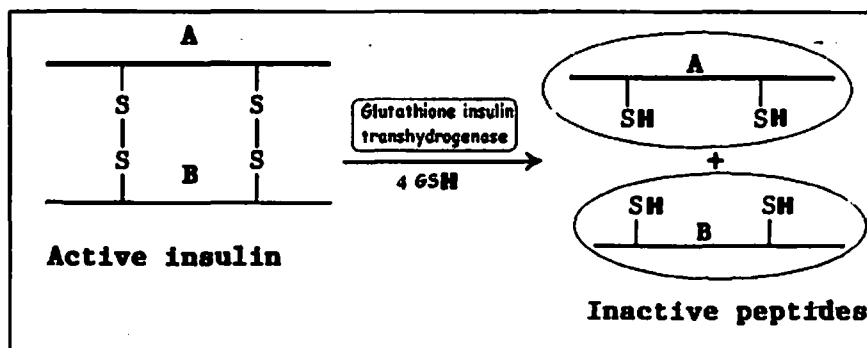 A
S S
S S
B
Active insulin
Glutathione insulin
transhydrogenase
4 GSH
A
SH SH
+
SH SH
B
Inactive peptides